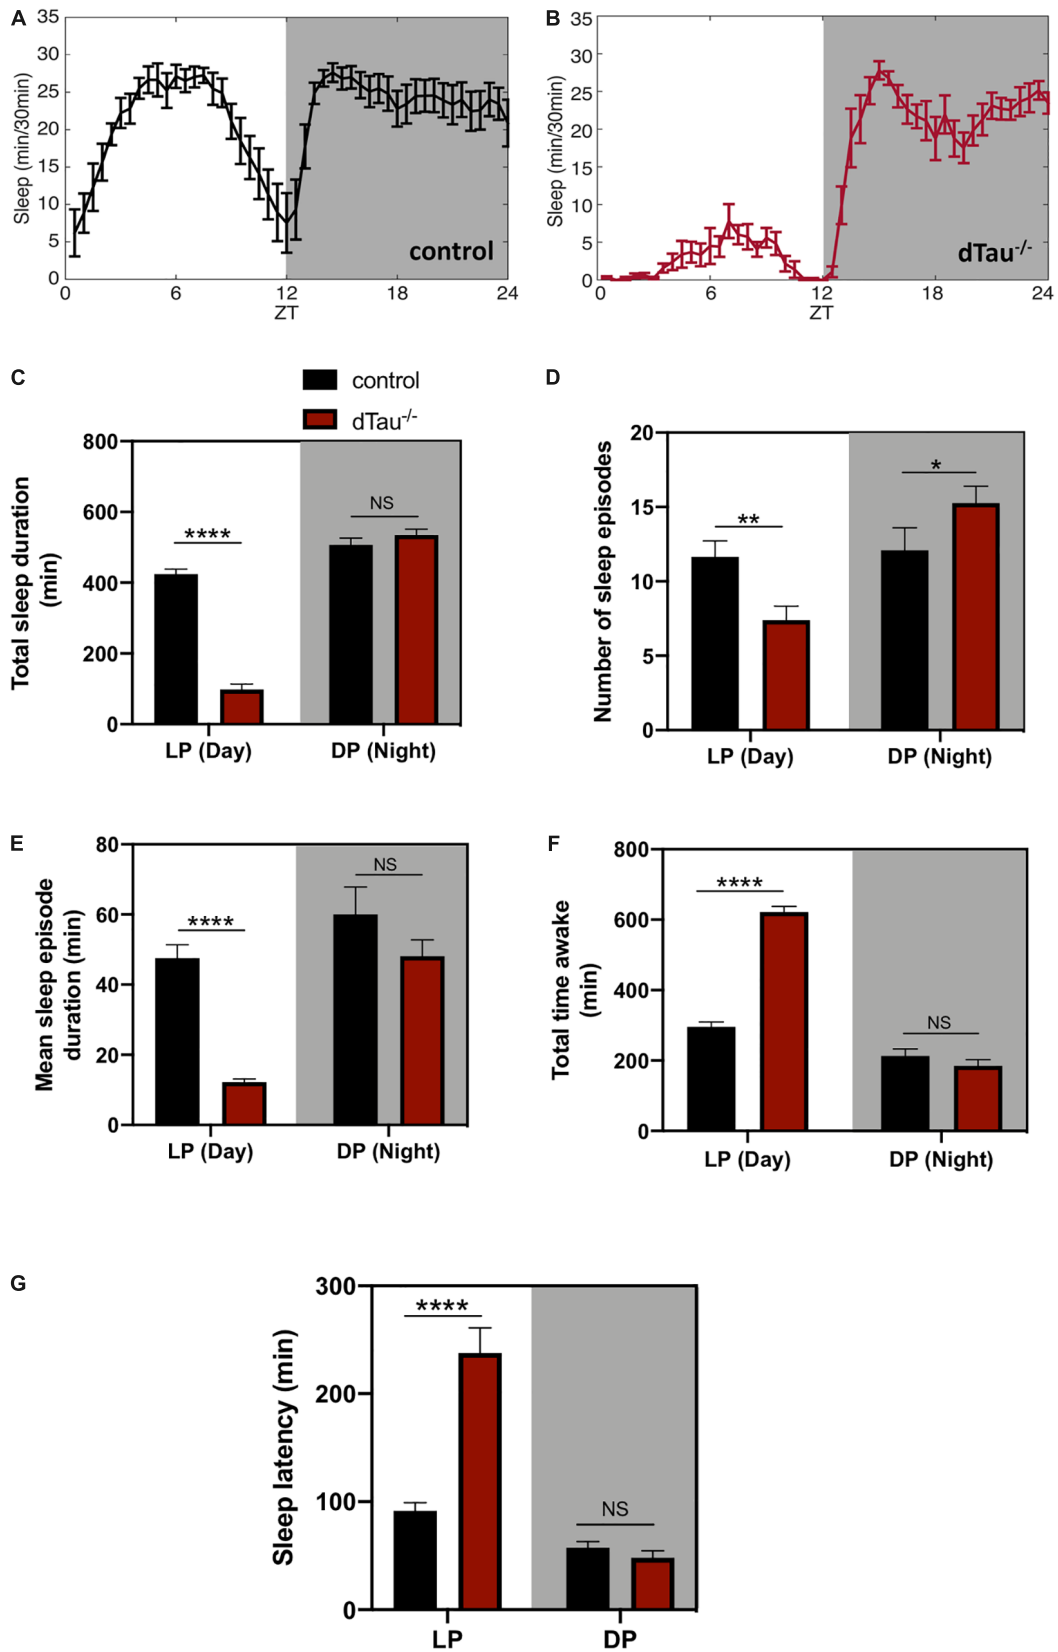 A
35
30
25
20
15
10
5
0
Sleep (min/30min)
control
0 6 12 18 24
ZT
B
35
30
25
20
15
10
5
0
Sleep (min/30min)
dTau-/-
0 6 12 18 24
ZT
C
control
dTau-/-
800
600
400
200
0
Total sleep duration
(min)
****
NS
LP (Day) DP (Night)
D
20
15
10
5
0
Number of sleep episodes
**
*
LP (Day) DP (Night)
E
80
60
40
20
0
Mean sleep episode
duration (min)
****
NS
LP (Day) DP (Night)
F
800
600
400
200
0
Total time awake
(min)
****
NS
LP (Day) DP (Night)
G
300
200
100
0
Sleep latency (min)
****
NS
LP DP